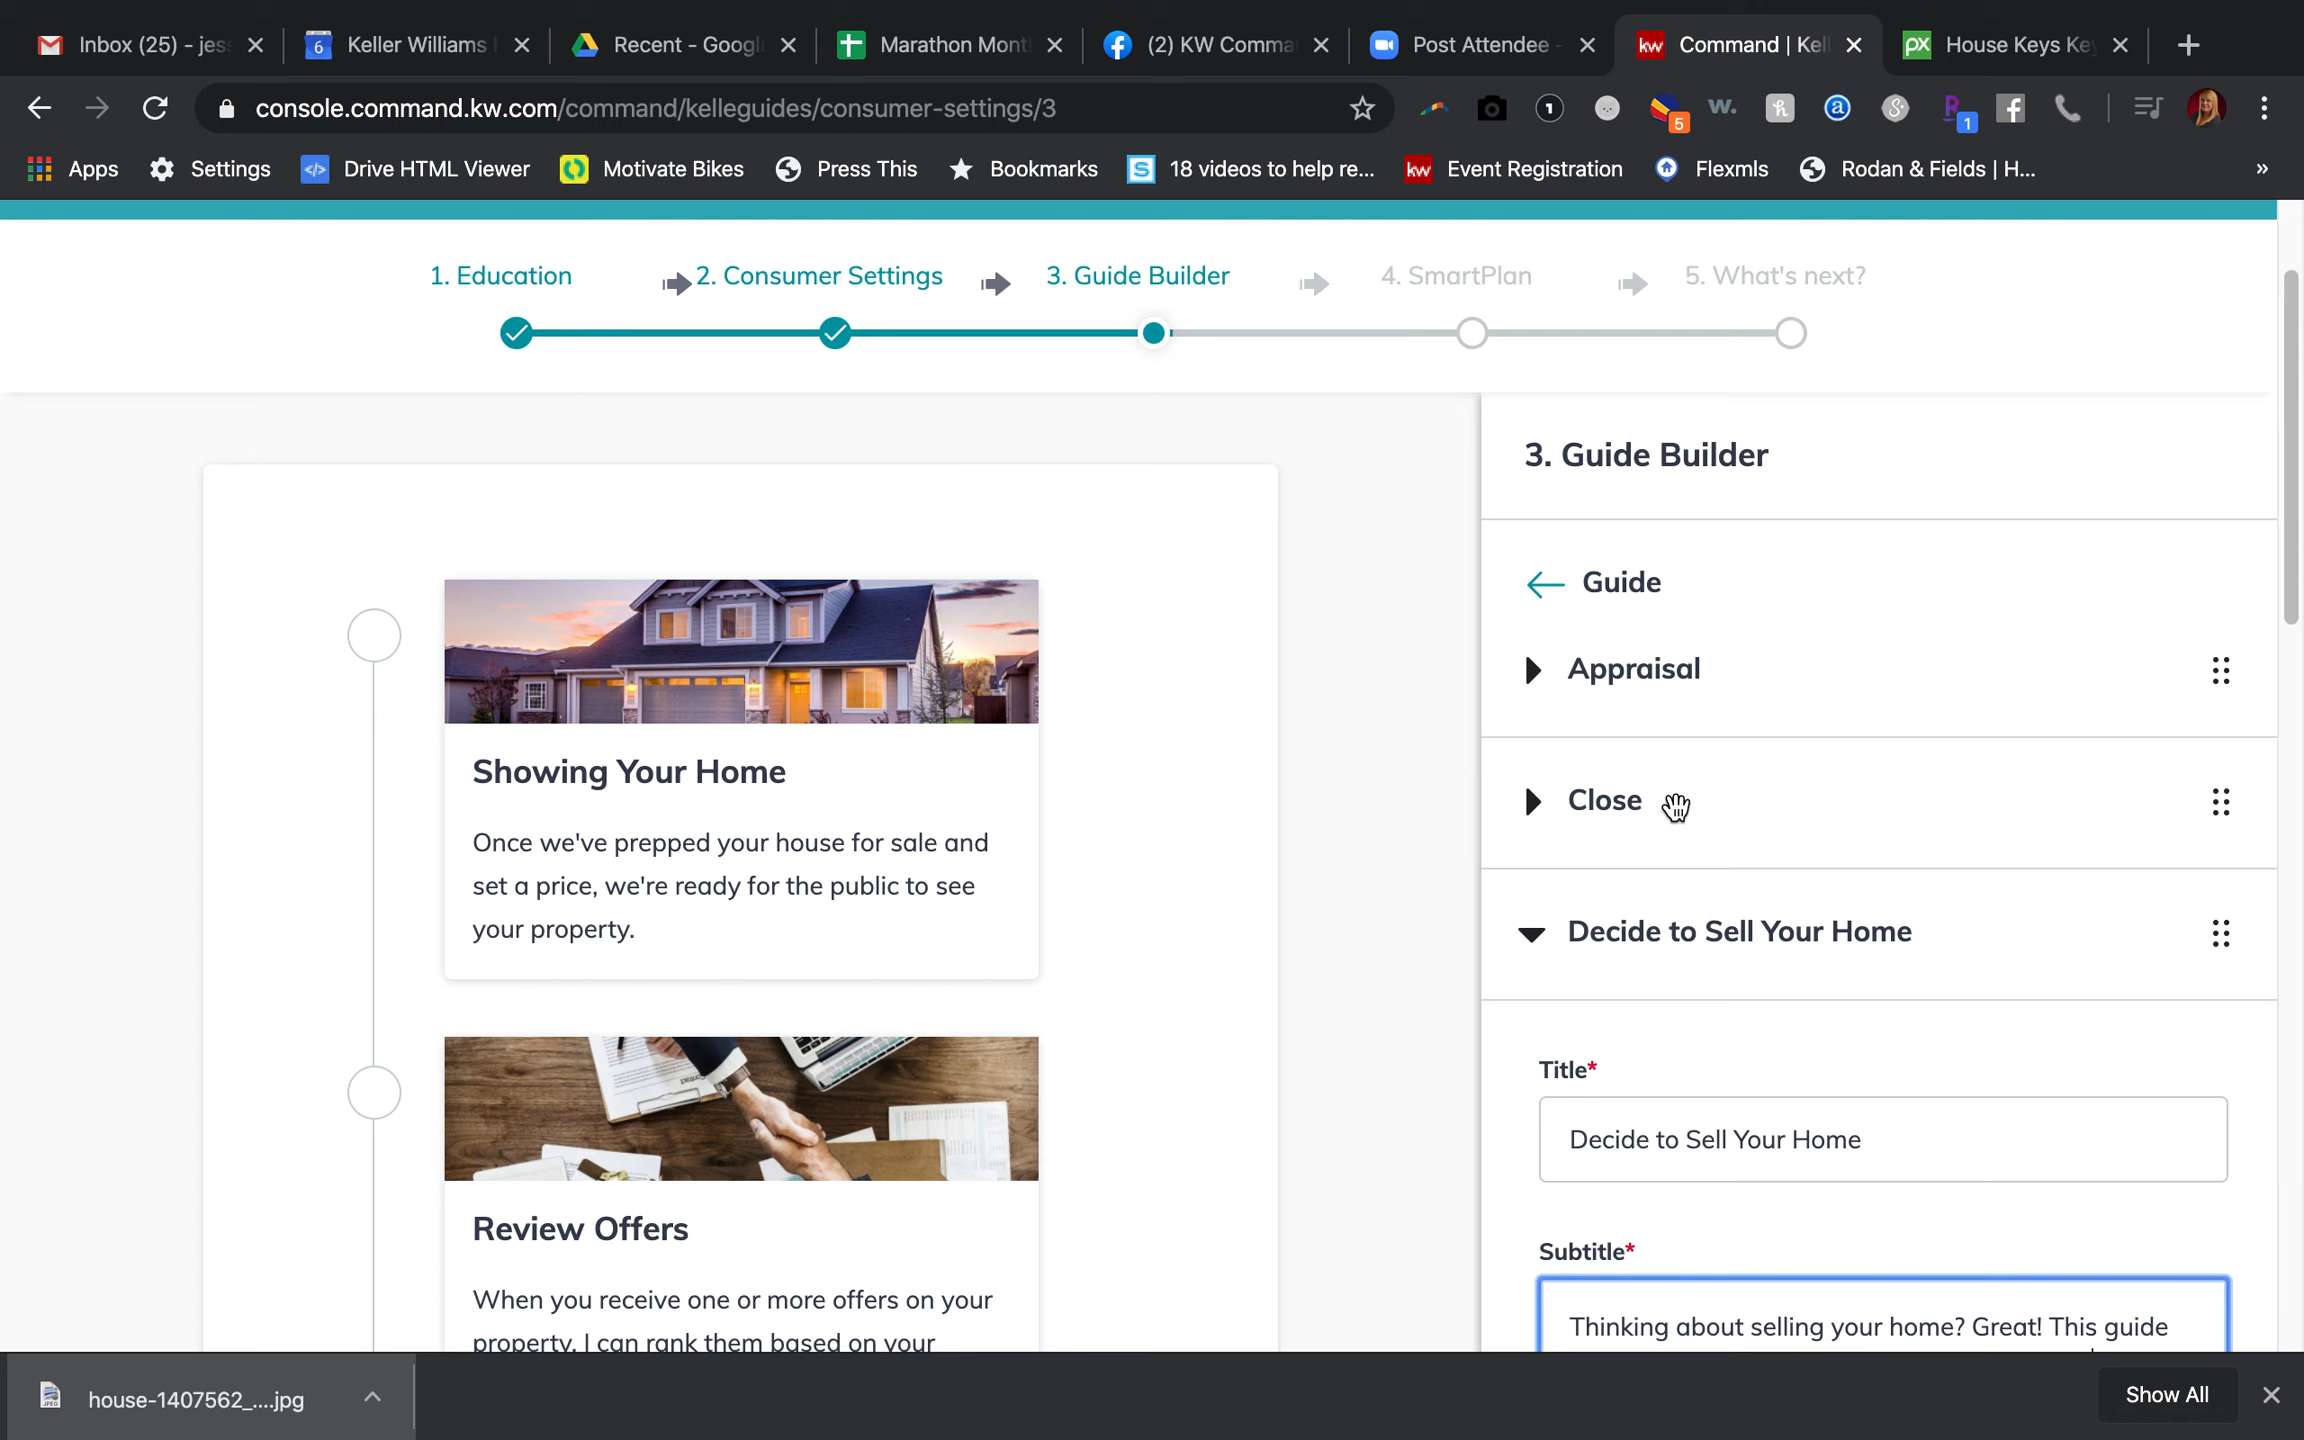 Inbox (25) - jes
Keller Williams
Recent - Googl
Marathon Mont
(2) KW Comma
Post Attendee -
Command | Kell
House Keys Key
6
console.command.kw.com/command/kelleguides/consumer-settings/3
5
1
Apps
Settings
Drive HTML Viewer
Motivate Bikes
Press This
Bookmarks
18 videos to help re...
Event Registration
Flexmls
Rodan & Fields | H...
1. Education
2. Consumer Settings
3. Guide Builder
4. SmartPlan
5. What's next?
Showing Your Home
Once we've prepped your house for sale and
set a price, we're ready for the public to see
your property.
Review Offers
When you receive one or more offers on your
property, I can rank them based on your
3. Guide Builder
Guide
Appraisal
Close
Decide to Sell Your Home
Title*
Decide to Sell Your Home
Subtitle*
Thinking about selling your home? Great! This guide
house-1407562_....jpg
Show All